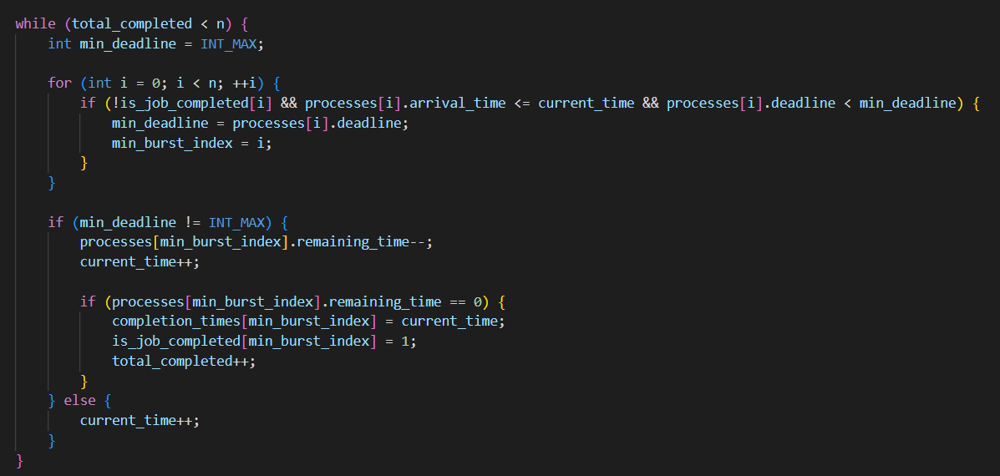 while (total_completed < n) {
    int min_deadline = INT_MAX;

    for (int i = 0; i < n; ++i) {
        if (!is_job_completed[i] && processes[i].arrival_time <= current_time && processes[i].deadline < min_deadline) {
            min_deadline = processes[i].deadline;
            min_burst_index = i;
        }
    }

    if (min_deadline != INT_MAX) {
        processes[min_burst_index].remaining_time--;
        current_time++;

        if (processes[min_burst_index].remaining_time == 0) {
            completion_times[min_burst_index] = current_time;
            is_job_completed[min_burst_index] = 1;
            total_completed++;
        }
    } else {
        current_time++;
    }
}